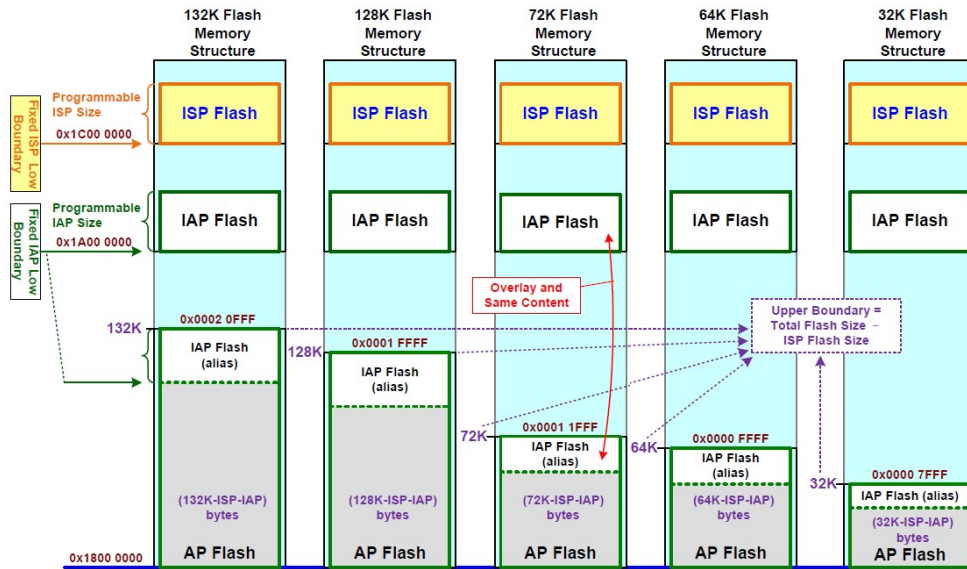 132K Flash
Memory
Structure
128K Flash
Memory
Structure
72K Flash
Memory
Structure
64K Flash
Memory
Structure
32K Flash
Memory
Structure
Fixed ISP Low
Boundary
Programmable
ISP Size
0x1C00 0000
ISP Flash
ISP Flash
ISP Flash
ISP Flash
ISP Flash
Fixed IAP Low
Boundary
Programmable
IAP Size
0x1A00 0000
IAP Flash
IAP Flash
IAP Flash
IAP Flash
IAP Flash
Overlay and
Same Content
Upper Boundary =
Total Flash Size –
ISP Flash Size
132K
0x0002 0FFF
IAP Flash
(alias)
128K
0x0001 FFFF
IAP Flash
(alias)
72K
0x0001 1FFF
IAP Flash
(alias)
64K
0x0000 FFFF
IAP Flash
(alias)
32K
0x0000 7FFF
IAP Flash (alias)
(132K-ISP-IAP)
bytes
(128K-ISP-IAP)
bytes
(72K-ISP-IAP)
bytes
(64K-ISP-IAP)
bytes
(32K-ISP-IAP)
bytes
0x1800 0000
AP Flash
AP Flash
AP Flash
AP Flash
AP Flash